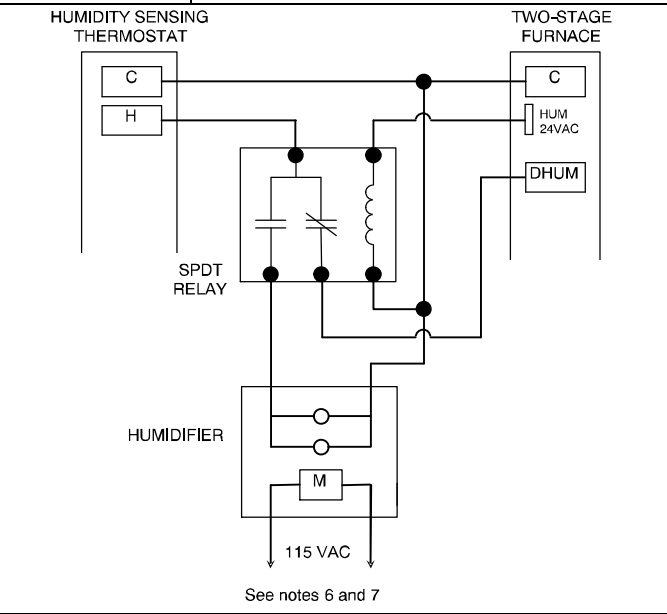 HUMIDITY SENSING
THERMOSTAT
TWO-STAGE
FURNACE
C
C
H
HUM
24VAC
DHUM
SPDT
RELAY
HUMIDIFIER
M
115 VAC
See notes 6 and 7